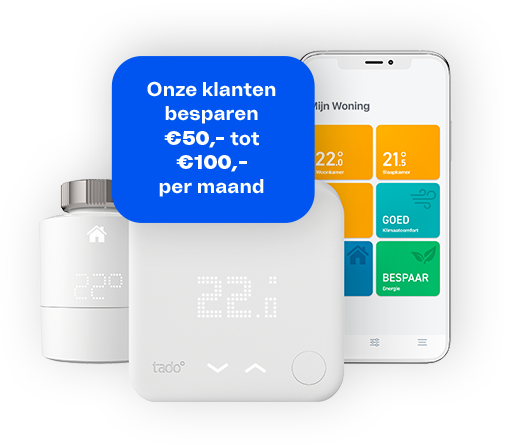 Onze klanten
besparen
€50,- tot
€100,-
per maand
Mijn Woning
22.0
Woonkamer
21.5°
Slaapkamer
GOED
Klimaatcomfort
BESPAAR
Energie
22°
22.0
tado°